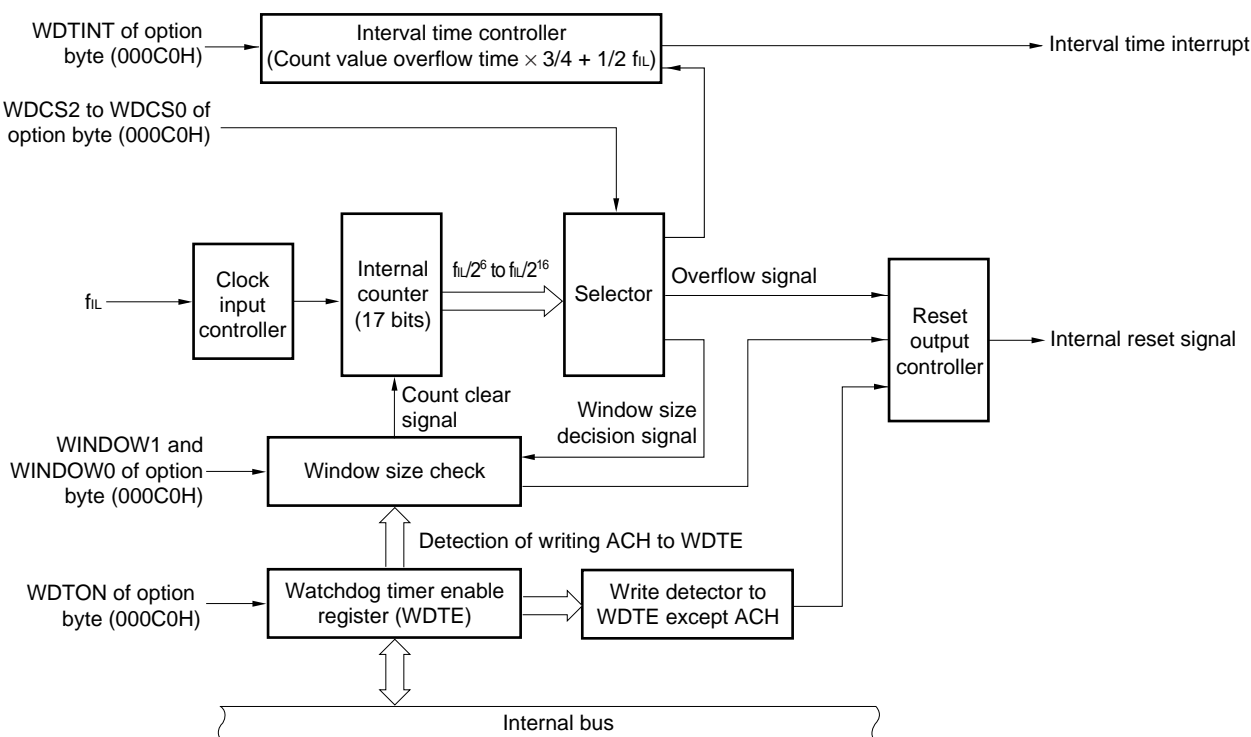 WDTINT of option
byte (000C0H)
Interval time controller
(Count value overflow time × 3/4 + 1/2 fIL)
Interval time interrupt
WDCS2 to WDCS0 of
option byte (000C0H)
fIL
Clock
input
controller
Internal
counter
(17 bits)
fIL/2^6 to fIL/2^16
Selector
Overflow signal
Reset
output
controller
Internal reset signal
Count clear
signal
Window size
decision signal
WINDOW1 and
WINDOW0 of option
byte (000C0H)
Window size check
Detection of writing ACH to WDTE
WDTON of option
byte (000C0H)
Watchdog timer enable
register (WDTE)
Write detector to
WDTE except ACH
Internal bus